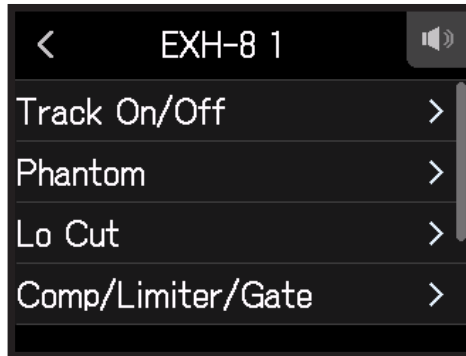 EXH-8 1
Track On/Off
Phantom
Lo Cut
Comp/Limiter/Gate